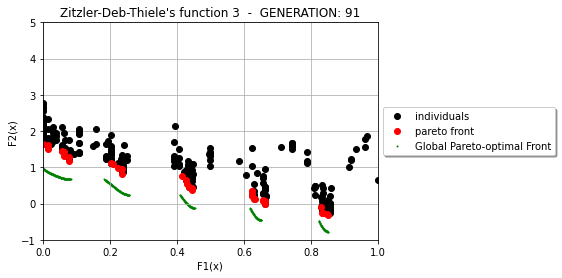 Zitzler-Deb-Thiele's function 3 - GENERATION: 91
5
4
3
2
1
0
−1
F2(x)
0.0 0.2 0.4 0.6 0.8 1.0
F1(x)
individuals
pareto front
Global Pareto-optimal Front